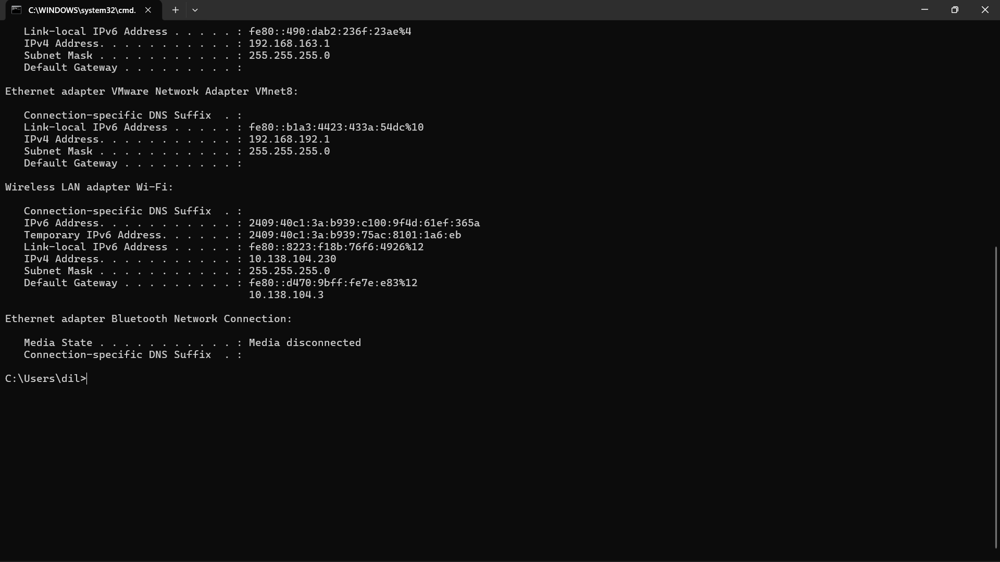 C:\WINDOWS\system32\cmd.
   Link-local IPv6 Address . . . . . : fe80::490:dab2:236f:23ae%4
   IPv4 Address. . . . . . . . . . . : 192.168.163.1
   Subnet Mask . . . . . . . . . . . : 255.255.255.0
   Default Gateway . . . . . . . . . :
Ethernet adapter VMware Network Adapter VMnet8:
   Connection-specific DNS Suffix  . :
   Link-local IPv6 Address . . . . . : fe80::b1a3:4423:433a:54dc%10
   IPv4 Address. . . . . . . . . . . : 192.168.192.1
   Subnet Mask . . . . . . . . . . . : 255.255.255.0
   Default Gateway . . . . . . . . . :
Wireless LAN adapter Wi-Fi:
   Connection-specific DNS Suffix  . :
   IPv6 Address. . . . . . . . . . . : 2409:40c1:3a:b939:c100:9f4d:61ef:365a
   Temporary IPv6 Address. . . . . . : 2409:40c1:3a:b939:75ac:8101:1a6:eb
   Link-local IPv6 Address . . . . . : fe80::8223:f18b:76f6:4926%12
   IPv4 Address. . . . . . . . . . . : 10.138.104.230
   Subnet Mask . . . . . . . . . . . : 255.255.255.0
   Default Gateway . . . . . . . . . : fe80::d470:9bff:fe7e:e83%12
                                       10.138.104.3
Ethernet adapter Bluetooth Network Connection:
   Media State . . . . . . . . . . . : Media disconnected
   Connection-specific DNS Suffix  . :
C:\Users\dil>